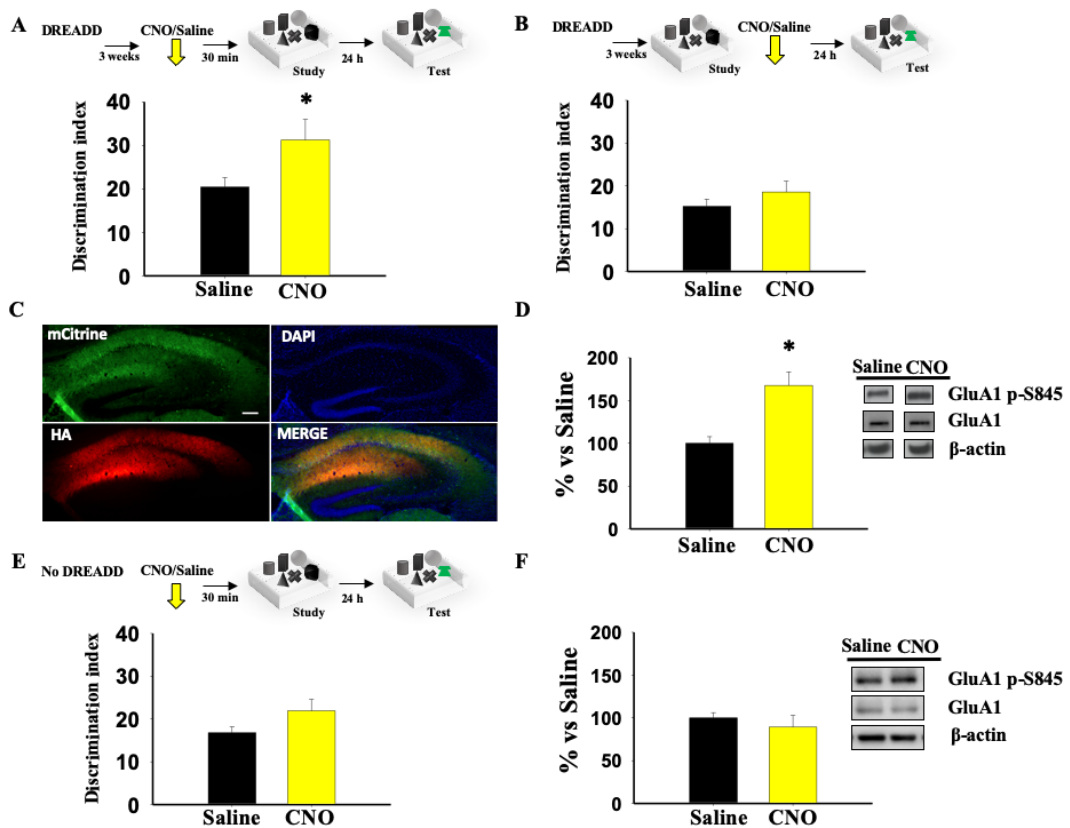 A
DREADD CNO/Saline
3 weeks 30 min 24 h
Study Test
Discrimination index
40
30
20
10
0
*
Saline CNO
B
DREADD CNO/Saline
3 weeks 24 h
Study Test
Discrimination index
40
30
20
10
0
Saline CNO
C
mCitrine DAPI
HA MERGE
D
% vs Saline
200
150
100
50
0
*
Saline CNO
Saline CNO
GluA1 p-S845
GluA1
β-actin
E
No DREADD CNO/Saline
30 min 24 h
Study Test
Discrimination index
40
30
20
10
0
Saline CNO
F
% vs Saline
200
150
100
50
0
Saline CNO
Saline CNO
GluA1 p-S845
GluA1
β-actin